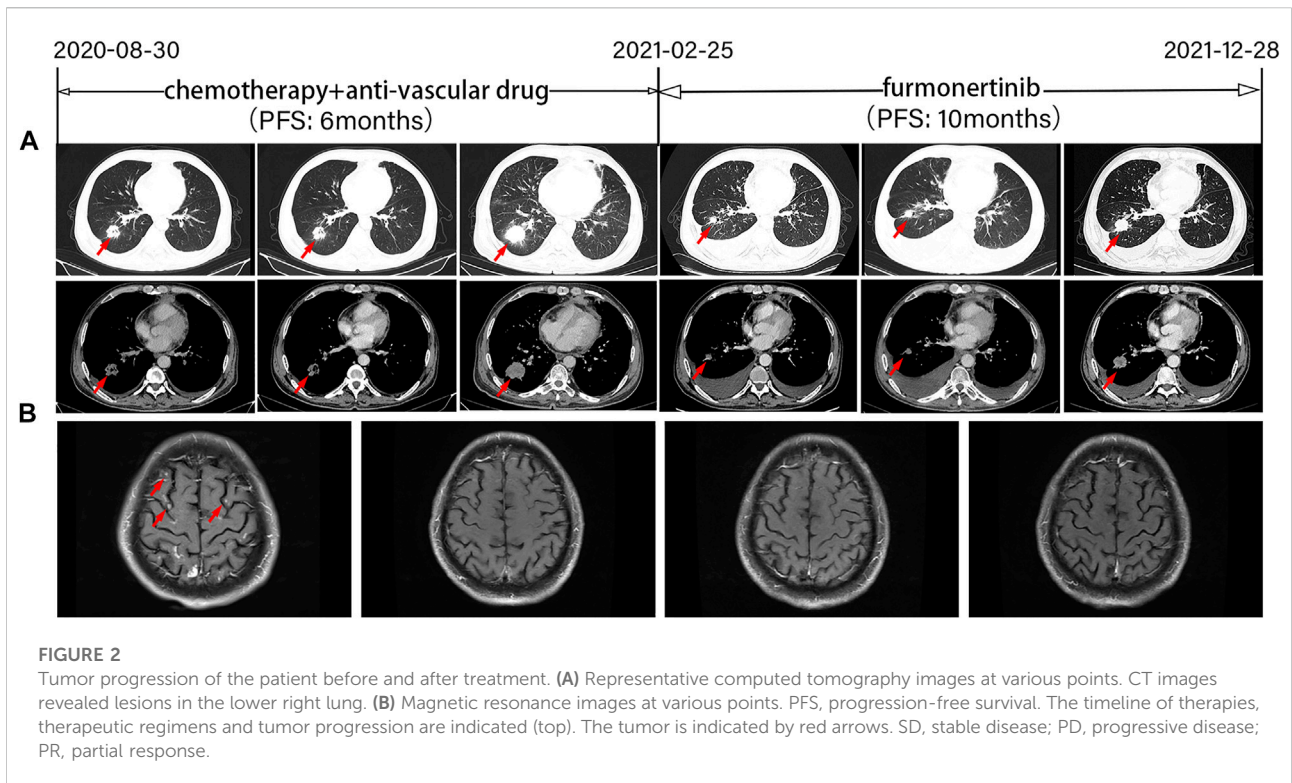 2020-08-30 2021-02-25 2021-12-28
chemotherapy+anti-vascular drug furmonertinib
(PFS: 6months) (PFS: 10months)
A
B
FIGURE 2
Tumor progression of the patient before and after treatment. (A) Representative computed tomography images at various points. CT images
revealed lesions in the lower right lung. (B) Magnetic resonance images at various points. PFS, progression-free survival. The timeline of therapies,
therapeutic regimens and tumor progression are indicated (top). The tumor is indicated by red arrows. SD, stable disease; PD, progressive disease;
PR, partial response.